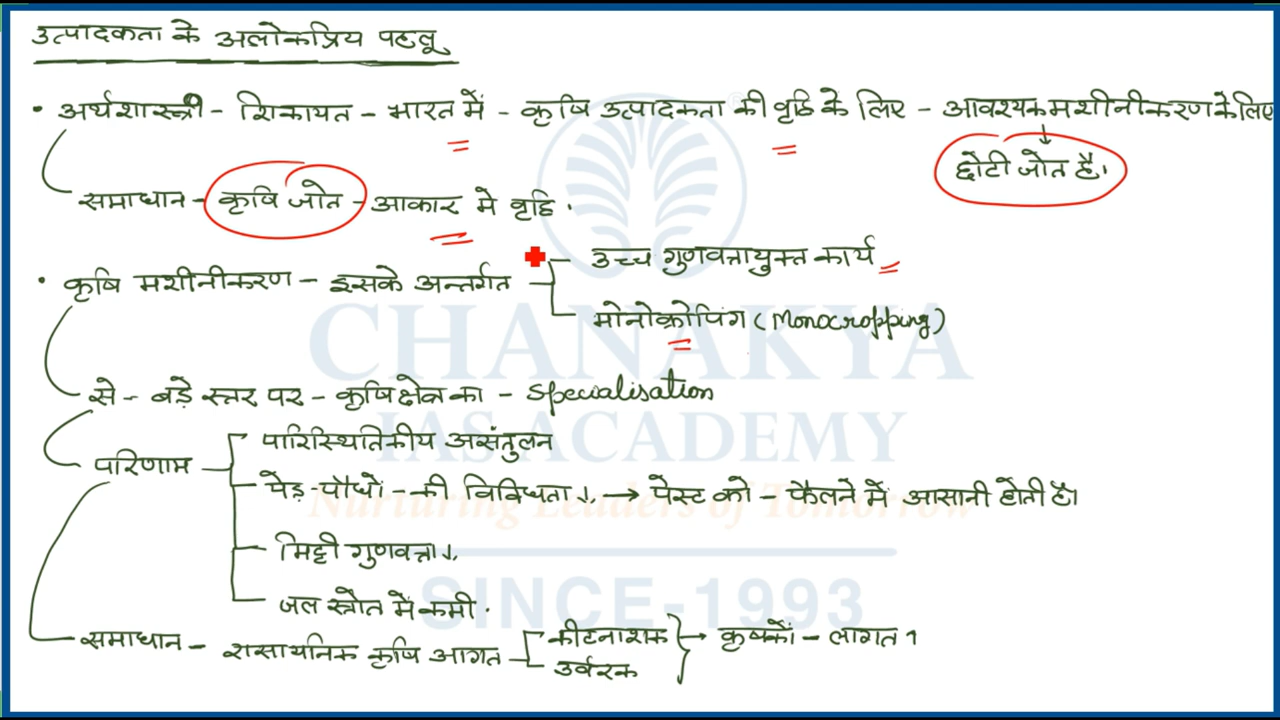 उत्पादकता के अलोकप्रिय पहलू
• अर्थशास्त्री - शिकायत - भारत में - कृषि उत्पादकता की वृद्धि के लिए - आवश्यक मशीनीकरण के लिए
↓
छोटी जोत है।
समाधान - कृषि जोत - आकार मे वृद्धि.
• कृषि मशीनीकरण - इसके अन्तर्गत - उच्च गुणवत्तायुक्त कार्य
मोनोक्रोपिंग (Monocropping)
से - बड़े स्तर पर - कृषि क्षेत्र का - specialisation
परिणाम - पारिस्थितिकीय असंतुलन
पेड़-पौधों - की विविधता↓ → पेस्ट को - फैलने में आसानी होती है।
मिट्टी गुणवत्ता↓
जल स्त्रोत में कमी.
समाधान - रासायनिक कृषि आगत - कीटनाशक } → कृषकों - लागत ↑
उर्वरक
CHANAKYA
IAS ACADEMY
Nurturing Leaders of Tomorrow
SINCE-1993